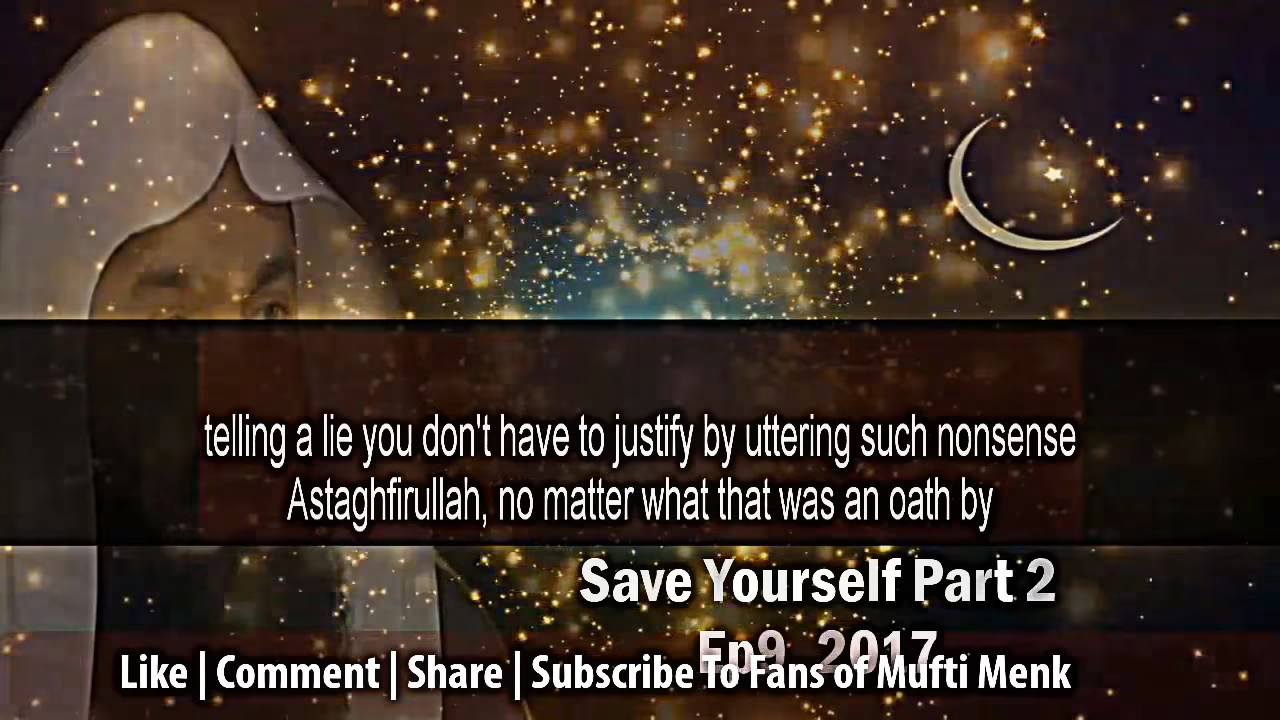 telling a lie you don't have to justify by uttering such nonsense
Astaghfirullah, no matter what that was an oath by
Save Yourself Part 2
Ep9 2017
Like | Comment | Share | Subscribe To Fans of Mufti Menk